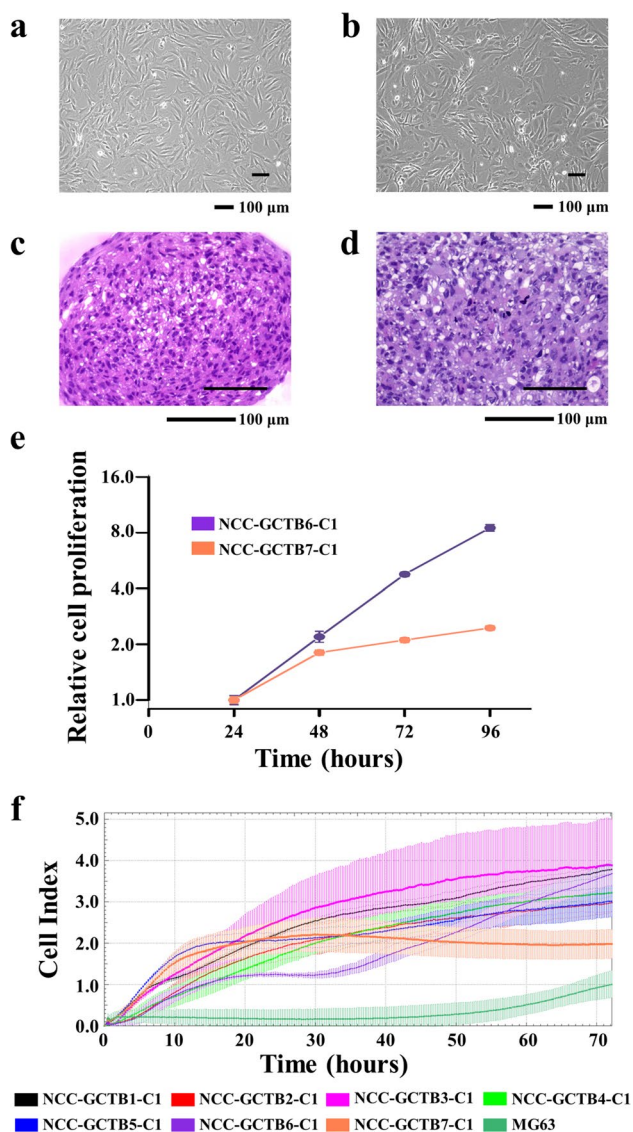 a
b
100 μm
100 μm
c
d
100 μm
100 μm
e
Relative cell proliferation
16.0
8.0
4.0
2.0
1.0
NCC-GCTB6-C1
NCC-GCTB7-C1
0
24
48
72
96
Time (hours)
f
Cell Index
5.0
4.0
3.0
2.0
1.0
0.0
0
10
20
30
40
50
60
70
Time (hours)
NCC-GCTB1-C1 NCC-GCTB2-C1 NCC-GCTB3-C1 NCC-GCTB4-C1
NCC-GCTB5-C1 NCC-GCTB6-C1 NCC-GCTB7-C1 MG63